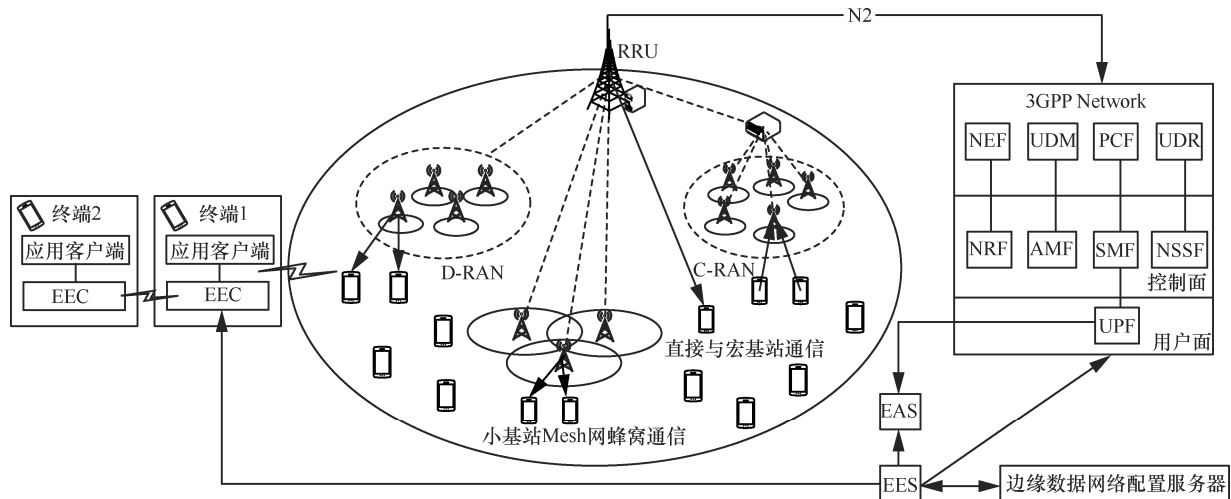 N2
RRU
3GPP Network
NEF
UDM
PCF
UDR
NRF
AMF
SMF
NSSF
控制面
UPF
用户面
终端2
应用客户端
EEC
终端1
应用客户端
EEC
D-RAN
C-RAN
直接与宏基站通信
小基站Mesh网蜂窝通信
EAS
EES
边缘数据网络配置服务器